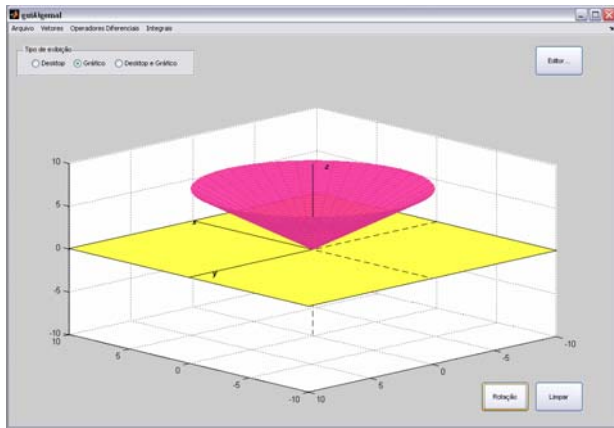 Arquivo Vetores Operadores Diferenciais Integrais
Tipo de exibição
Desktop Gráfico Desktop e Gráfico
Editor ...
10
5
0
-5
-10
z
x
y
10 5 0 -5 -10
10 5 0 -5 -10
Rotação Limpar